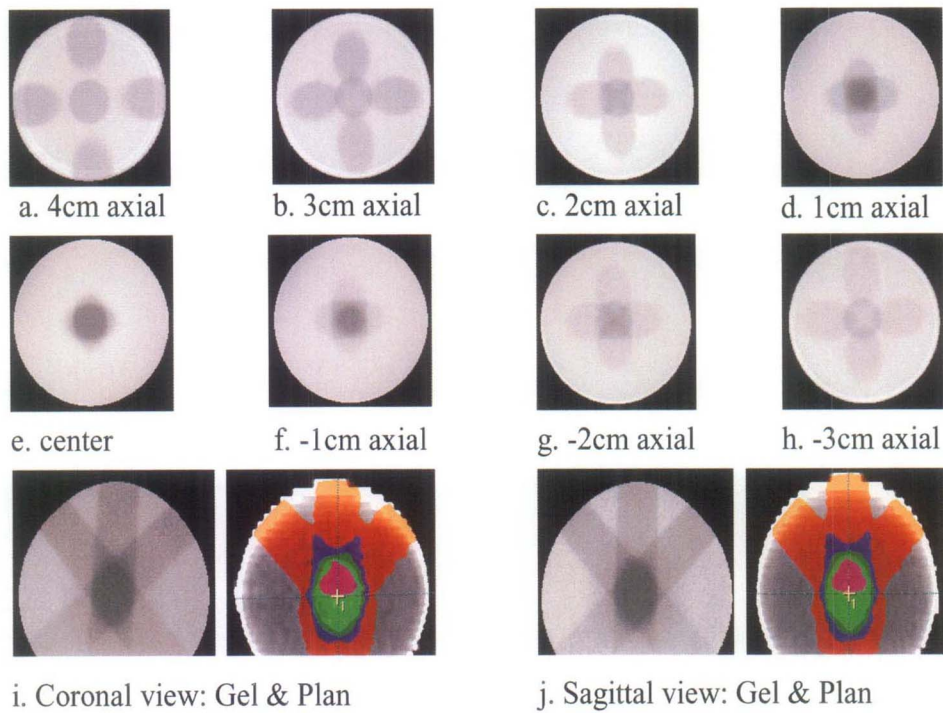 a. 4cm axial
b. 3cm axial
c. 2cm axial
d. 1cm axial
e. center
f. -1cm axial
g. -2cm axial
h. -3cm axial
i. Coronal view: Gel & Plan
j. Sagittal view: Gel & Plan